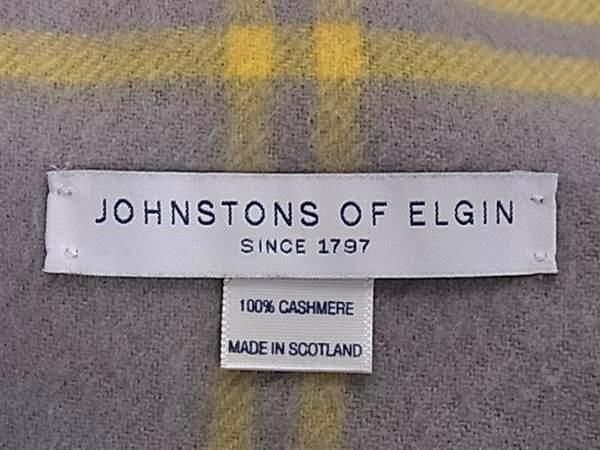 JOHNSTONS OF ELGIN
SINCE 1797
100% CASHMERE
MADE IN SCOTLAND